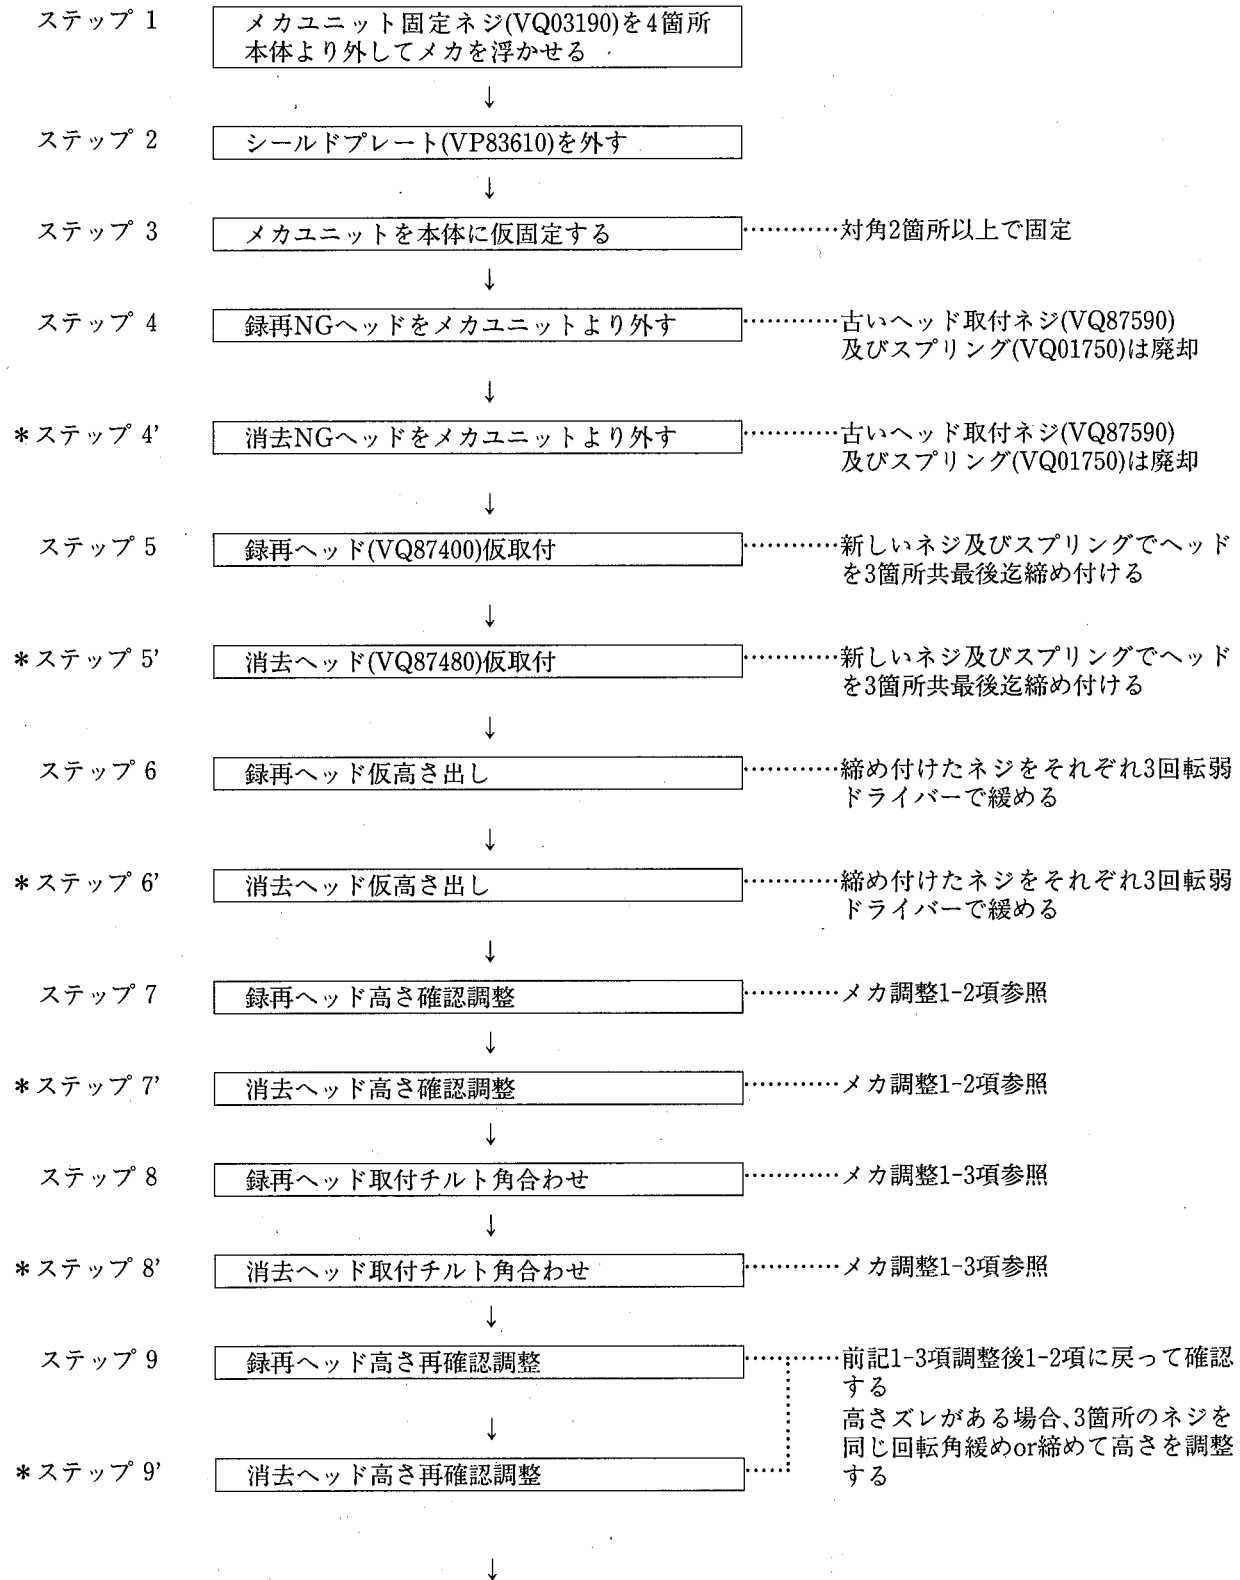 ステップ 1
メカユニット固定ネジ(VQ03190)を4箇所
本体より外してメカを浮かせる
↓
ステップ 2
シールドプレート(VP83610)を外す
↓
ステップ 3
メカユニットを本体に仮固定する
…………対角2箇所以上で固定
↓
ステップ 4
録再NGヘッドをメカユニットより外す
…………古いヘッド取付ネジ(VQ87590)
及びスプリング(VQ01750)は廃却
↓
*ステップ 4'
消去NGヘッドをメカユニットより外す
…………古いヘッド取付ネジ(VQ87590)
及びスプリング(VQ01750)は廃却
↓
ステップ 5
録再ヘッド(VQ87400)仮取付
…………新しいネジ及びスプリングでヘッド
を3箇所共最後迄締め付ける
↓
*ステップ 5'
消去ヘッド(VQ87480)仮取付
…………新しいネジ及びスプリングでヘッド
を3箇所共最後迄締め付ける
↓
ステップ 6
録再ヘッド仮高さ出し
…………締め付けたネジをそれぞれ3回転弱
ドライバーで緩める
↓
*ステップ 6'
消去ヘッド仮高さ出し
…………締め付けたネジをそれぞれ3回転弱
ドライバーで緩める
↓
ステップ 7
録再ヘッド高さ確認調整
…………メカ調整1-2項参照
↓
*ステップ 7'
消去ヘッド高さ確認調整
…………メカ調整1-2項参照
↓
ステップ 8
録再ヘッド取付チルト角合わせ
…………メカ調整1-3項参照
↓
*ステップ 8'
消去ヘッド取付チルト角合わせ
…………メカ調整1-3項参照
↓
ステップ 9
録再ヘッド高さ再確認調整
…………前記1-3項調整後1-2項に戻って確認
する
高さズレがある場合、3箇所のネジを
同じ回転角緩めor締めて高さを調整
する
↓
*ステップ 9'
消去ヘッド高さ再確認調整
↓